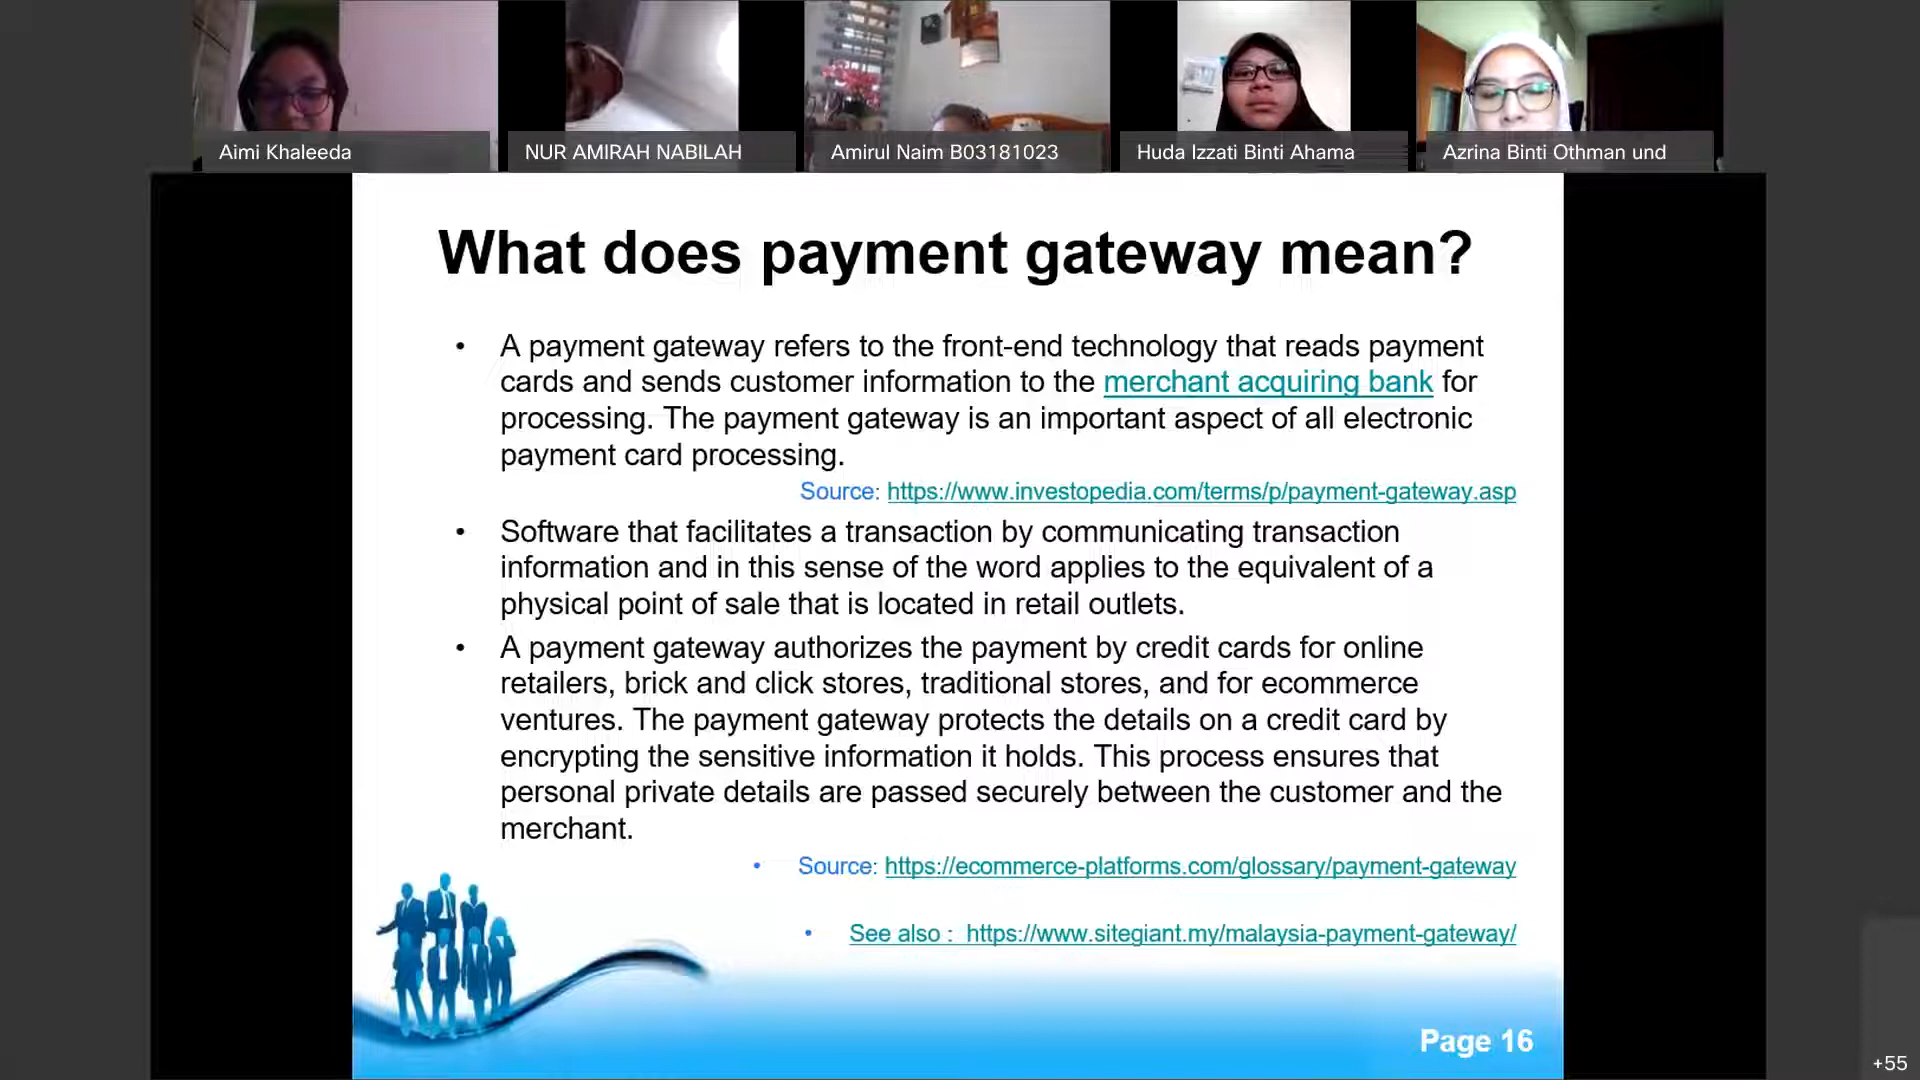 Aimi Khaleeda
NUR AMIRAH NABILAH
Amirul Naim B03181023
Huda Izzati Binti Ahama
Azrina Binti Othman und
What does payment gateway mean?
• A payment gateway refers to the front-end technology that reads payment
cards and sends customer information to the merchant acquiring bank for
processing. The payment gateway is an important aspect of all electronic
payment card processing.
Source: https://www.investopedia.com/terms/p/payment-gateway.asp
• Software that facilitates a transaction by communicating transaction
information and in this sense of the word applies to the equivalent of a
physical point of sale that is located in retail outlets.
• A payment gateway authorizes the payment by credit cards for online
retailers, brick and click stores, traditional stores, and for ecommerce
ventures. The payment gateway protects the details on a credit card by
encrypting the sensitive information it holds. This process ensures that
personal private details are passed securely between the customer and the
merchant.
• Source: https://ecommerce-platforms.com/glossary/payment-gateway
• See also : https://www.sitegiant.my/malaysia-payment-gateway/
Page 16
+55